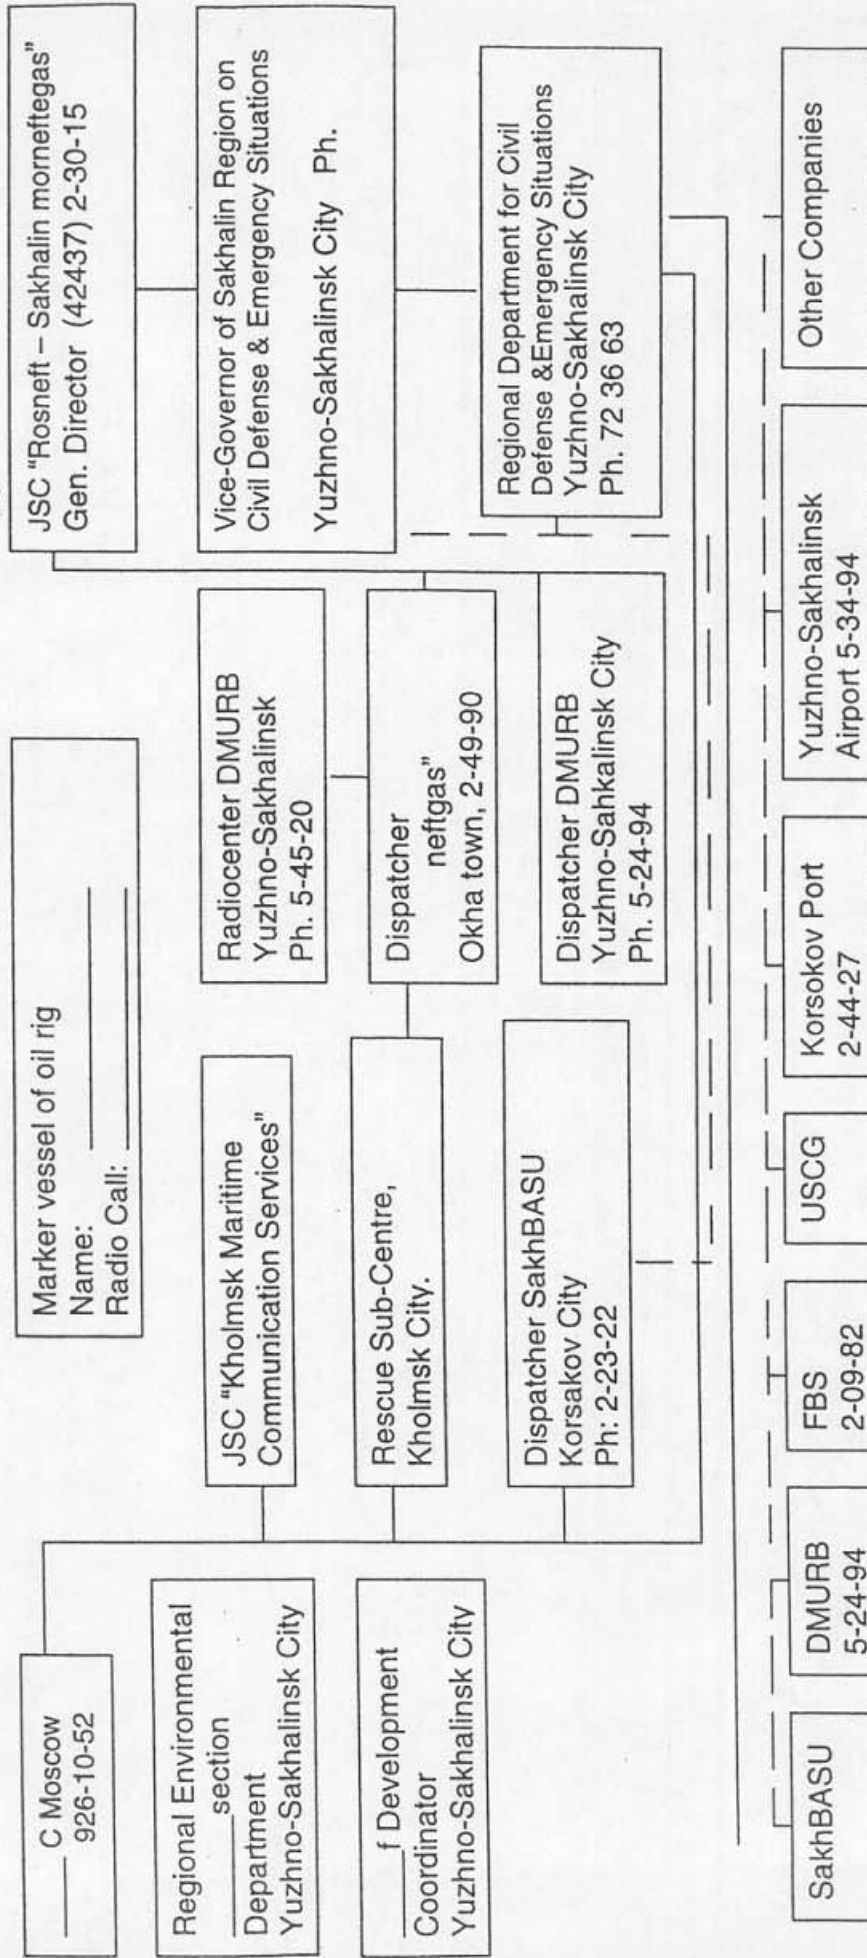 Marker vessel of oil rig
Name:
Radio Call:
JSC "Rosneft – Sakhalin morneftegas"
Gen. Director (42437) 2-30-15
C Moscow
926-10-52
JSC "Kholmsk Maritime
Communication Services"
Radiocenter DMURB
Yuzhno-Sakhalinsk
Ph. 5-45-20
Vice-Governor of Sakhalin Region on
Civil Defense & Emergency Situations
Yuzhno-Sakhalinsk City Ph.
Regional Environmental
section
Department
Yuzhno-Sakhalinsk City
Rescue Sub-Centre,
Kholmsk City.
Dispatcher
neftgas"
Okha town, 2-49-90
f Development
Coordinator
Yuzhno-Sakhalinsk City
Dispatcher SakhBASU
Korsakov City
Ph: 2-23-22
Dispatcher DMURB
Yuzhno-Sahkalinsk City
Ph. 5-24-94
Regional Department for Civil
Defense &Emergency Situations
Yuzhno-Sakhalinsk City
Ph. 72 36 63
SakhBASU
DMURB
5-24-94
FBS
2-09-82
USCG
Korsokov Port
2-44-27
Yuzhno-Sakhalinsk
Airport 5-34-94
Other Companies